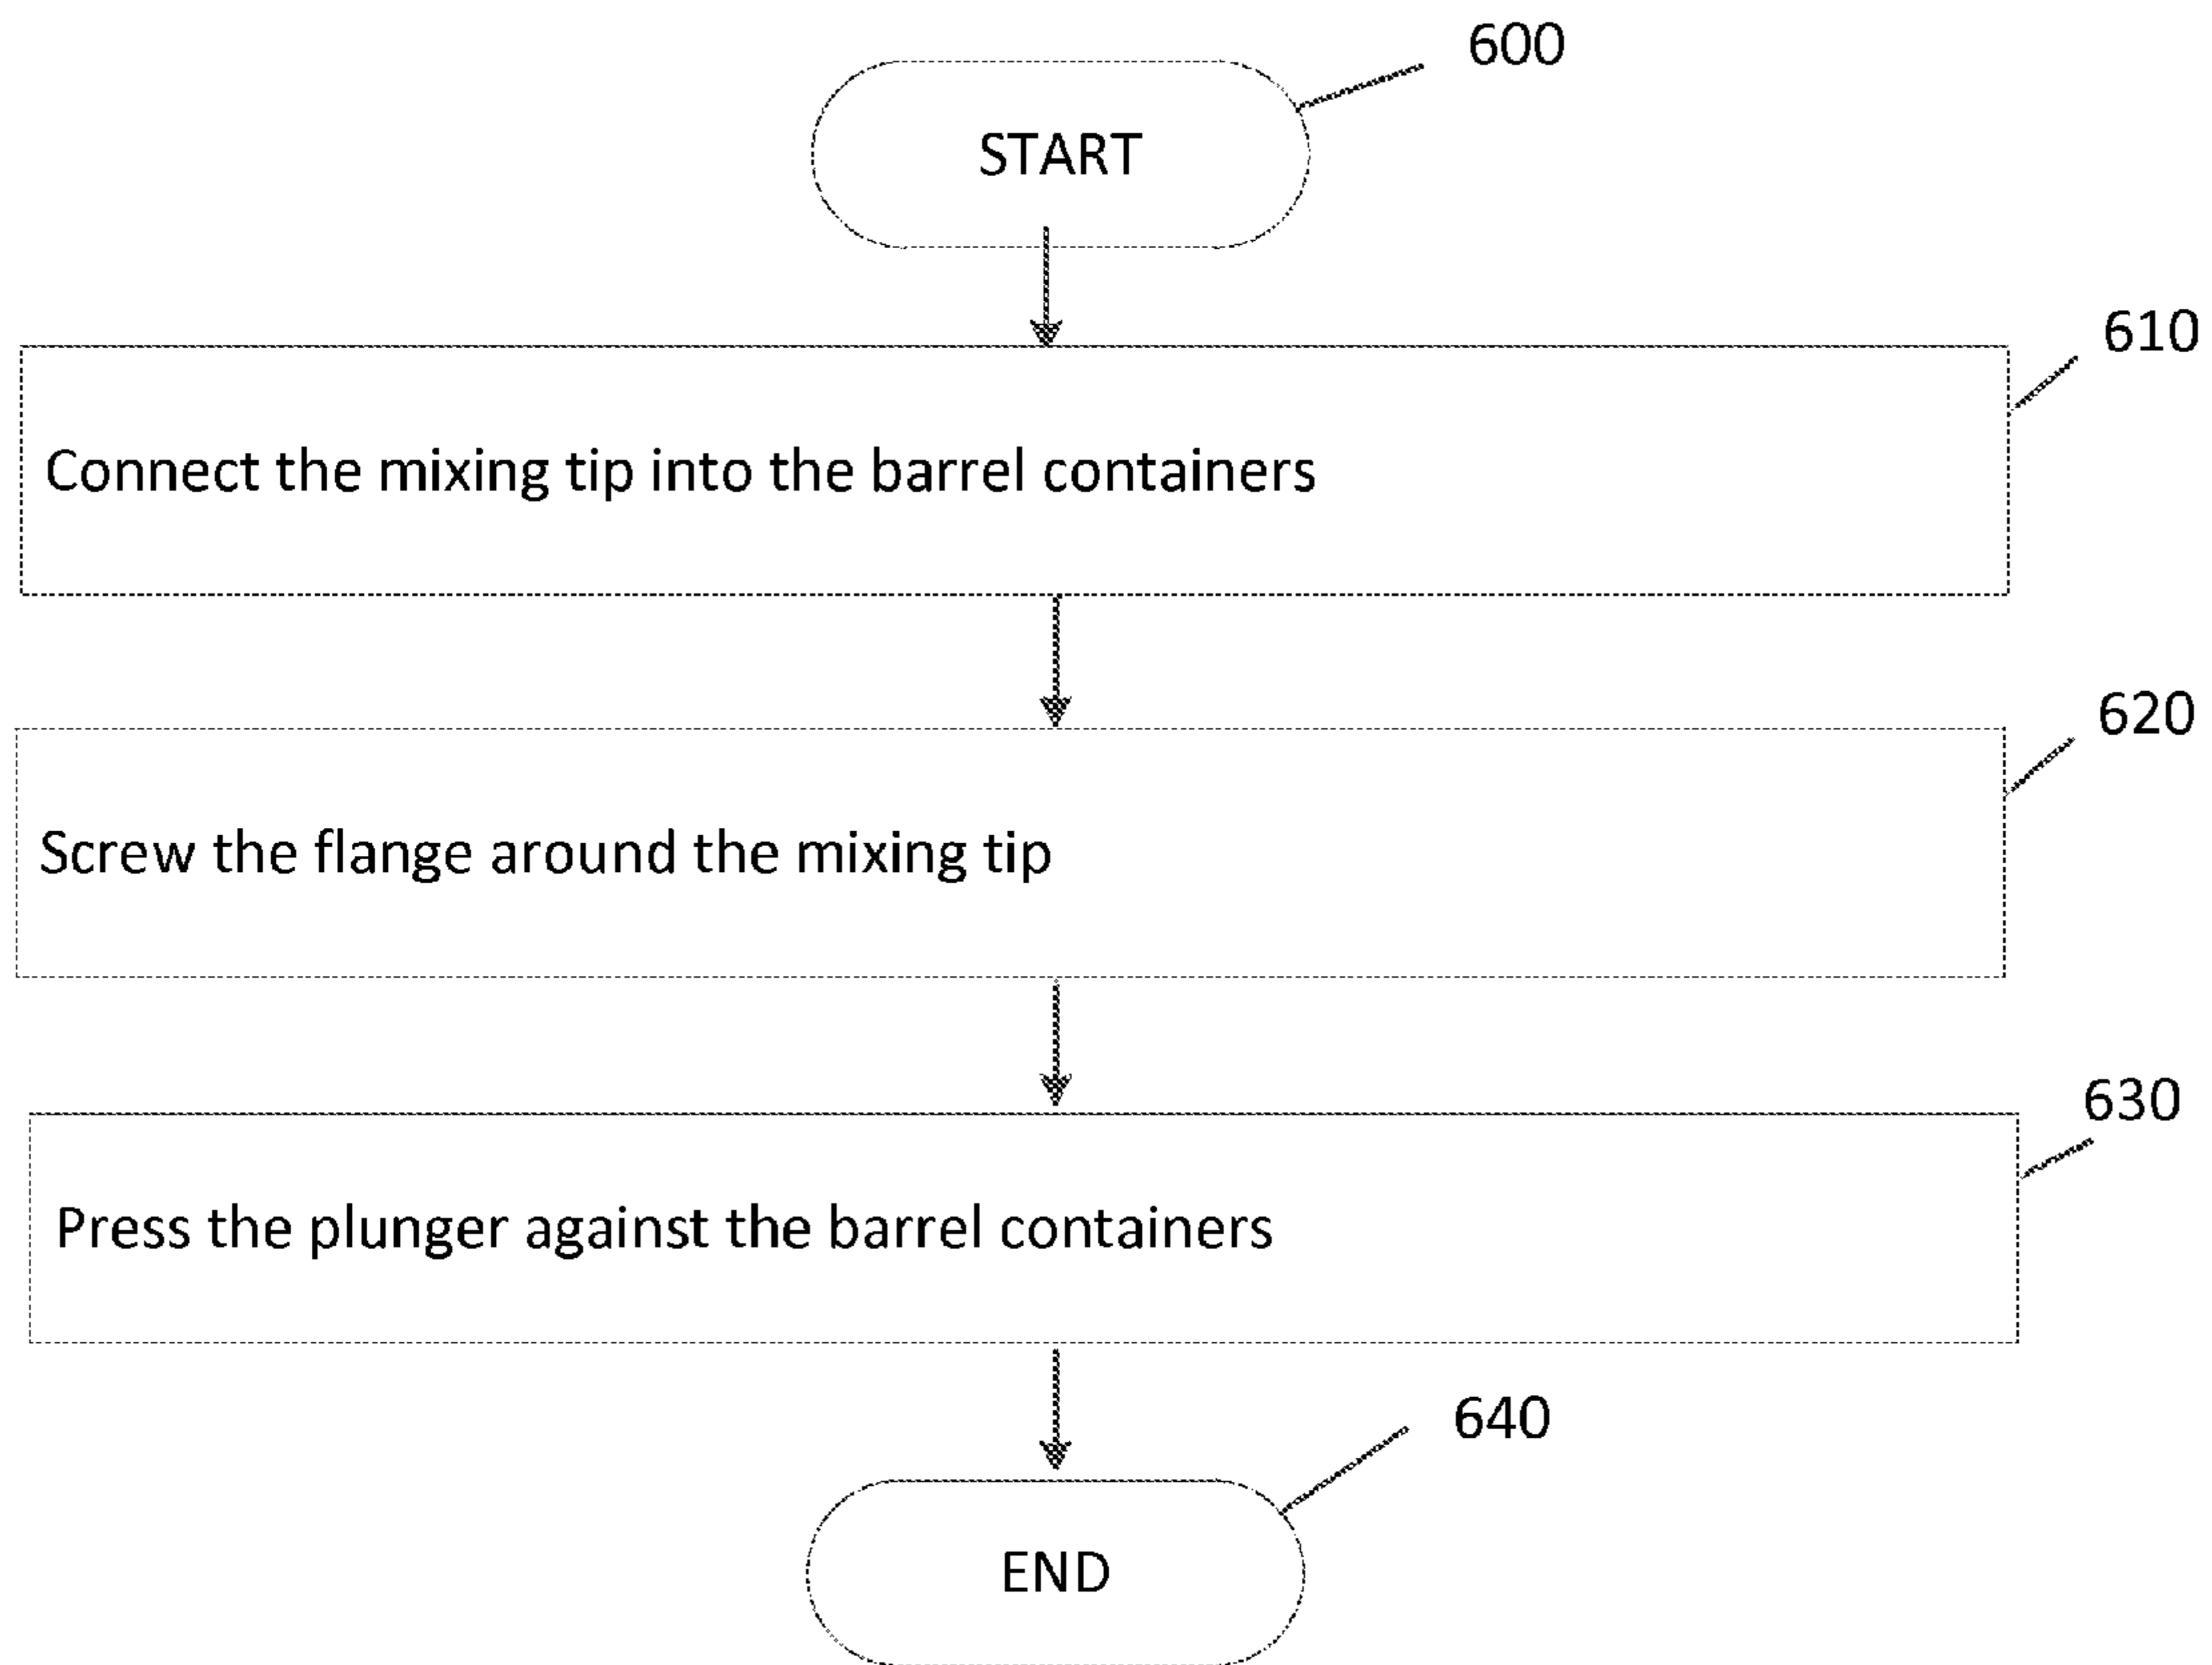 600
START
610
Connect the mixing tip into the barrel containers
620
Screw the flange around the mixing tip
630
Press the plunger against the barrel containers
640
END